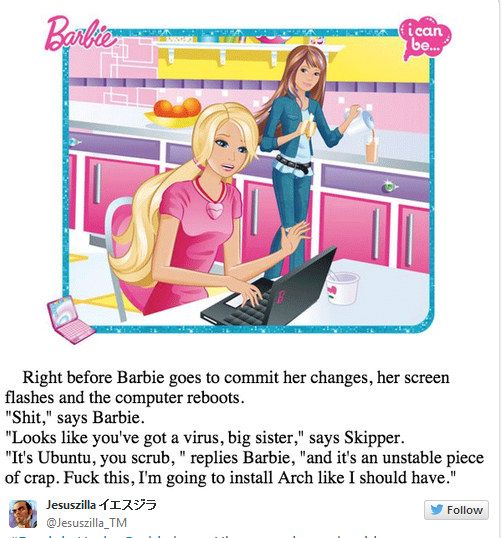 Barbie
i can
be...
B
Right before Barbie goes to commit her changes, her screen
flashes and the computer reboots.
"Shit," says Barbie.
"Looks like you've got a virus, big sister," says Skipper.
"It's Ubuntu, you scrub, " replies Barbie, "and it's an unstable piece
of crap. Fuck this, I'm going to install Arch like I should have."
Jesuszilla イエスジラ
@Jesuszilla_TM
Follow